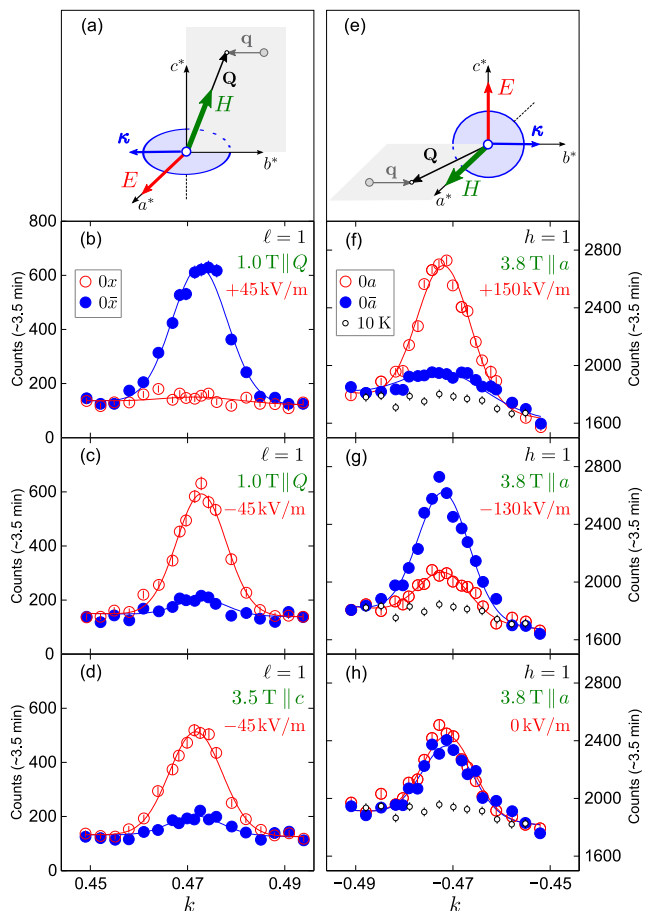 (a)
c*
q
Q
H
κ
E
a*
b*
(e)
c*
E
κ
b*
Q
q
H
a*
(b)
ℓ = 1
1.0 T ∥ Q
+45 kV/m
0x
0x̄
800
600
400
200
0
Counts (~3.5 min)
(f)
h = 1
3.8 T ∥ a
+150 kV/m
0a
0ā
10 K
2800
2400
2000
1600
Counts (~3.5 min)
(c)
ℓ = 1
1.0 T ∥ Q
−45 kV/m
600
400
200
0
Counts (~3.5 min)
(g)
h = 1
3.8 T ∥ a
−130 kV/m
2800
2400
2000
1600
Counts (~3.5 min)
(d)
ℓ = 1
3.5 T ∥ c
−45 kV/m
600
400
200
0
Counts (~3.5 min)
0.45
0.47
0.49
k
(h)
h = 1
3.8 T ∥ a
0 kV/m
2800
2400
2000
1600
Counts (~3.5 min)
−0.49
−0.47
−0.45
k